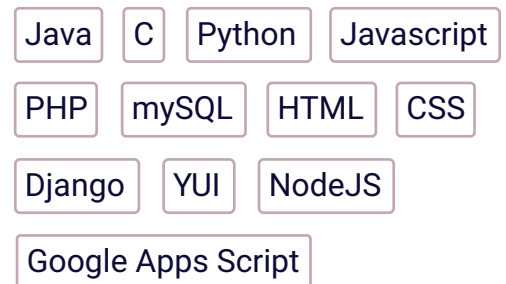 Java C Python Javascript
PHP mySQL HTML CSS
Django YUI NodeJS
Google Apps Script